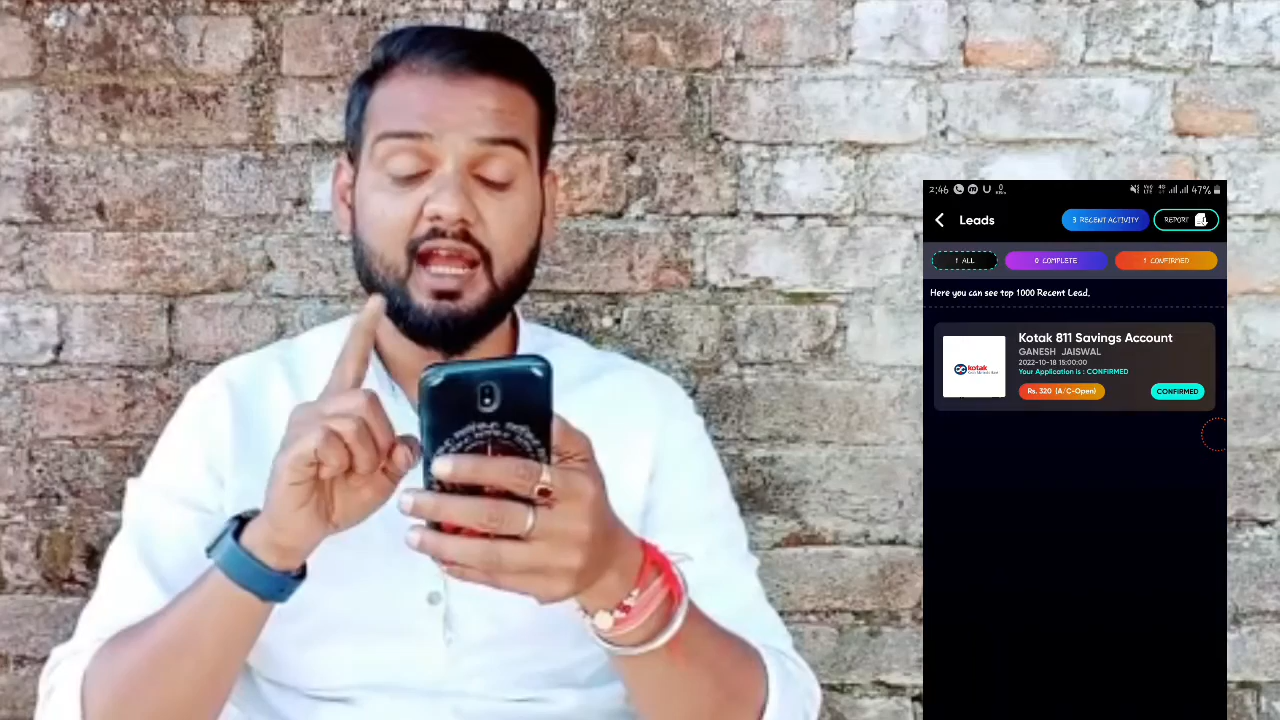 2:46
47%
Leads
3 RECENT ACTIVITY
REPORT
1 ALL
0 COMPLETE
1 CONFIRMED
Here you can see top 1000 Recent Lead,
Kotak 811 Savings Account
GANESH JAISWAL
2022-10-18 15:00:00
Your Application is : CONFIRMED
kotak
Rs. 320 (A/C-Open)
CONFIRMED